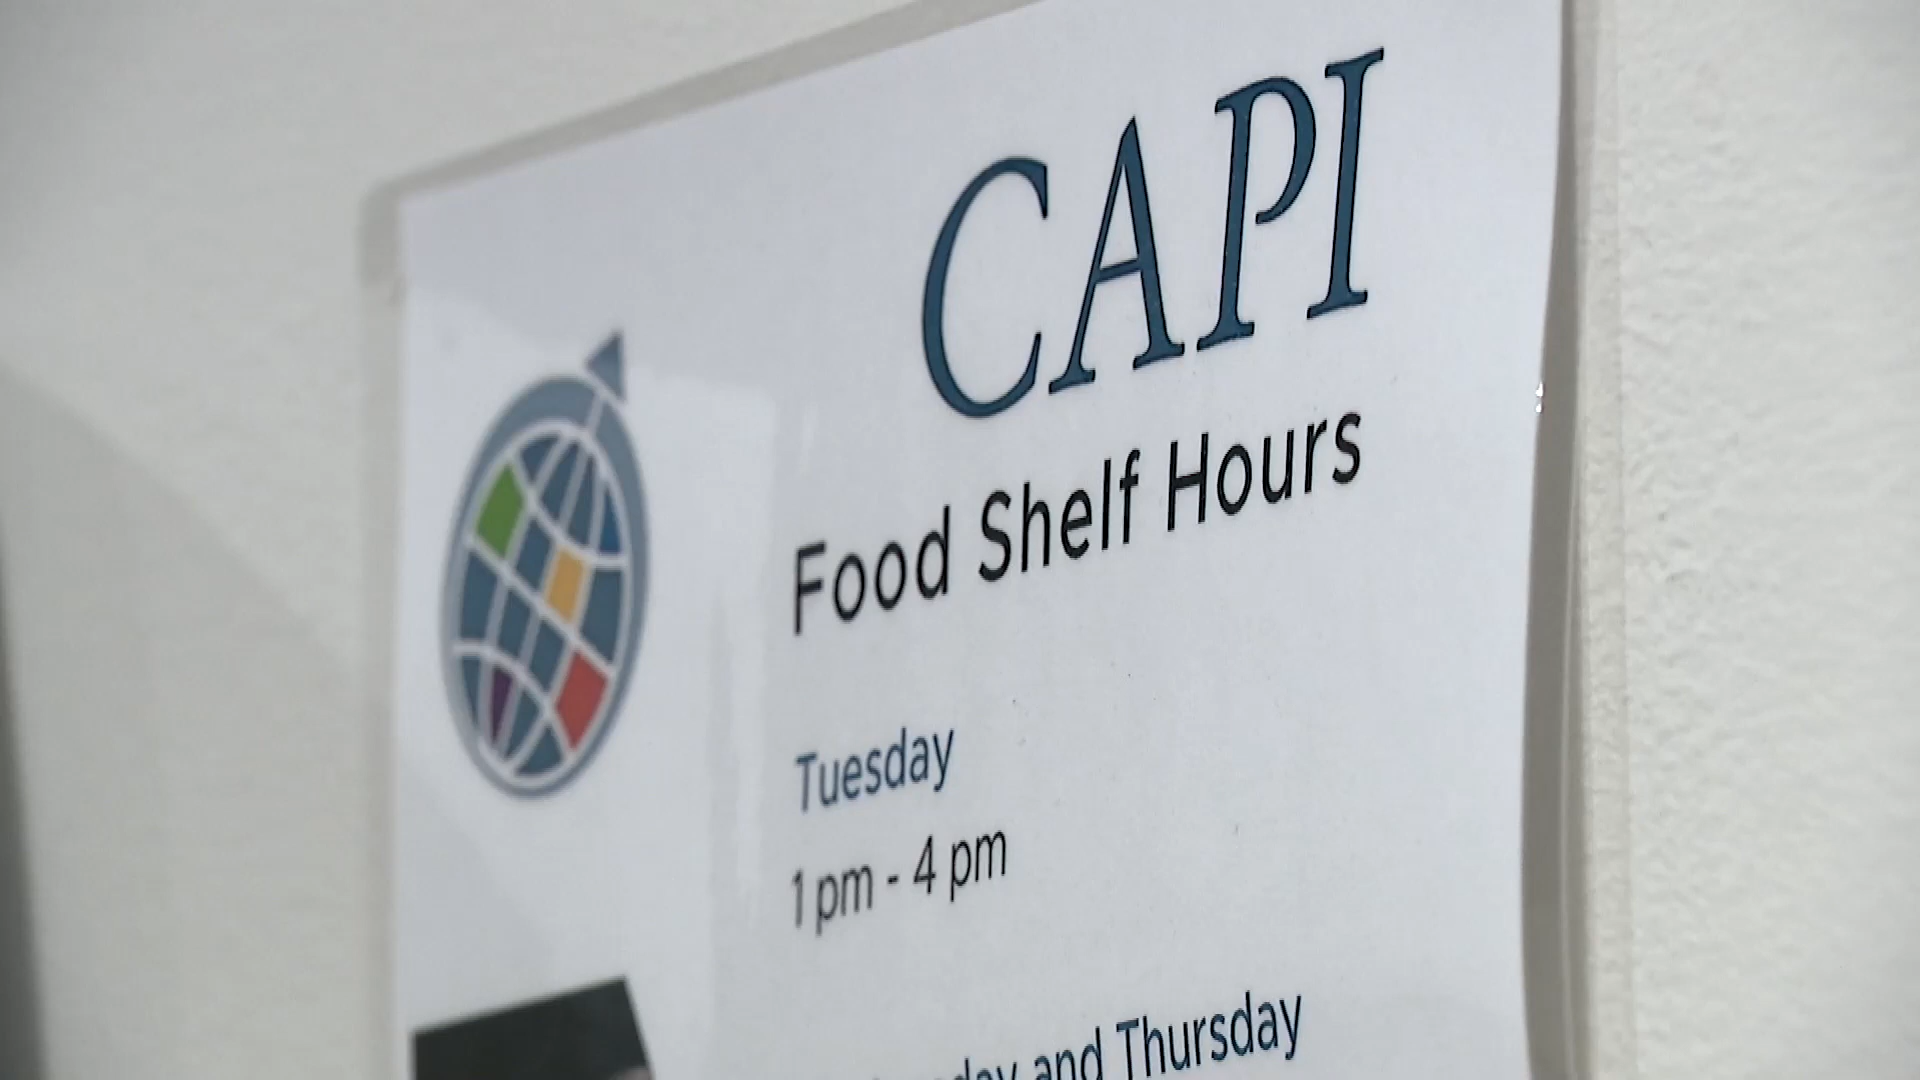 CAPI
Food Shelf Hours
Tuesday
1 pm - 4 pm
and Thursday